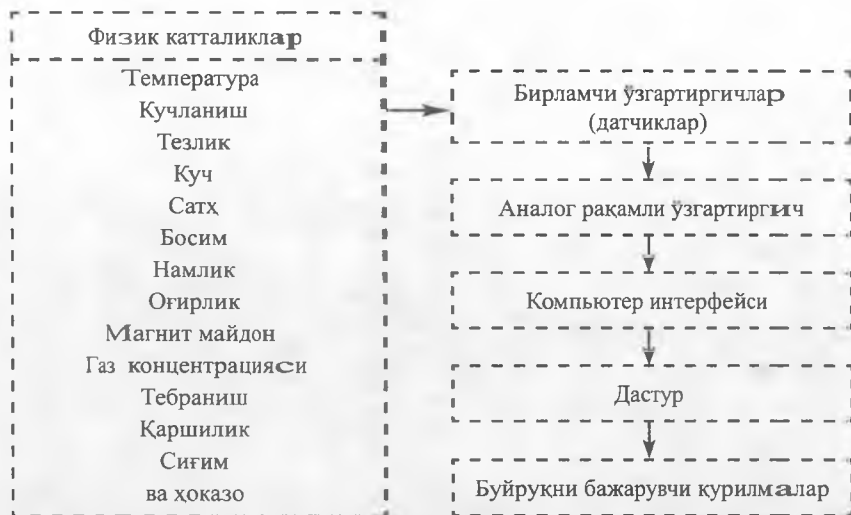 Физик катталиклар
Температура
Кучланиш
Тезлик
Куч
Сатҳ
Босим
Намлик
Оғирлик
Магнит майдон
Газ концентрацияси
Тебраниш
Қаршилик
Сиғим
ва ҳоказо
Бирламчи ўзгартиргичлар
(датчиклар)
Аналог рақамли ўзгартиргич
Компьютер интерфейси
Дастур
Буйруқни бажарувчи қурилмалар